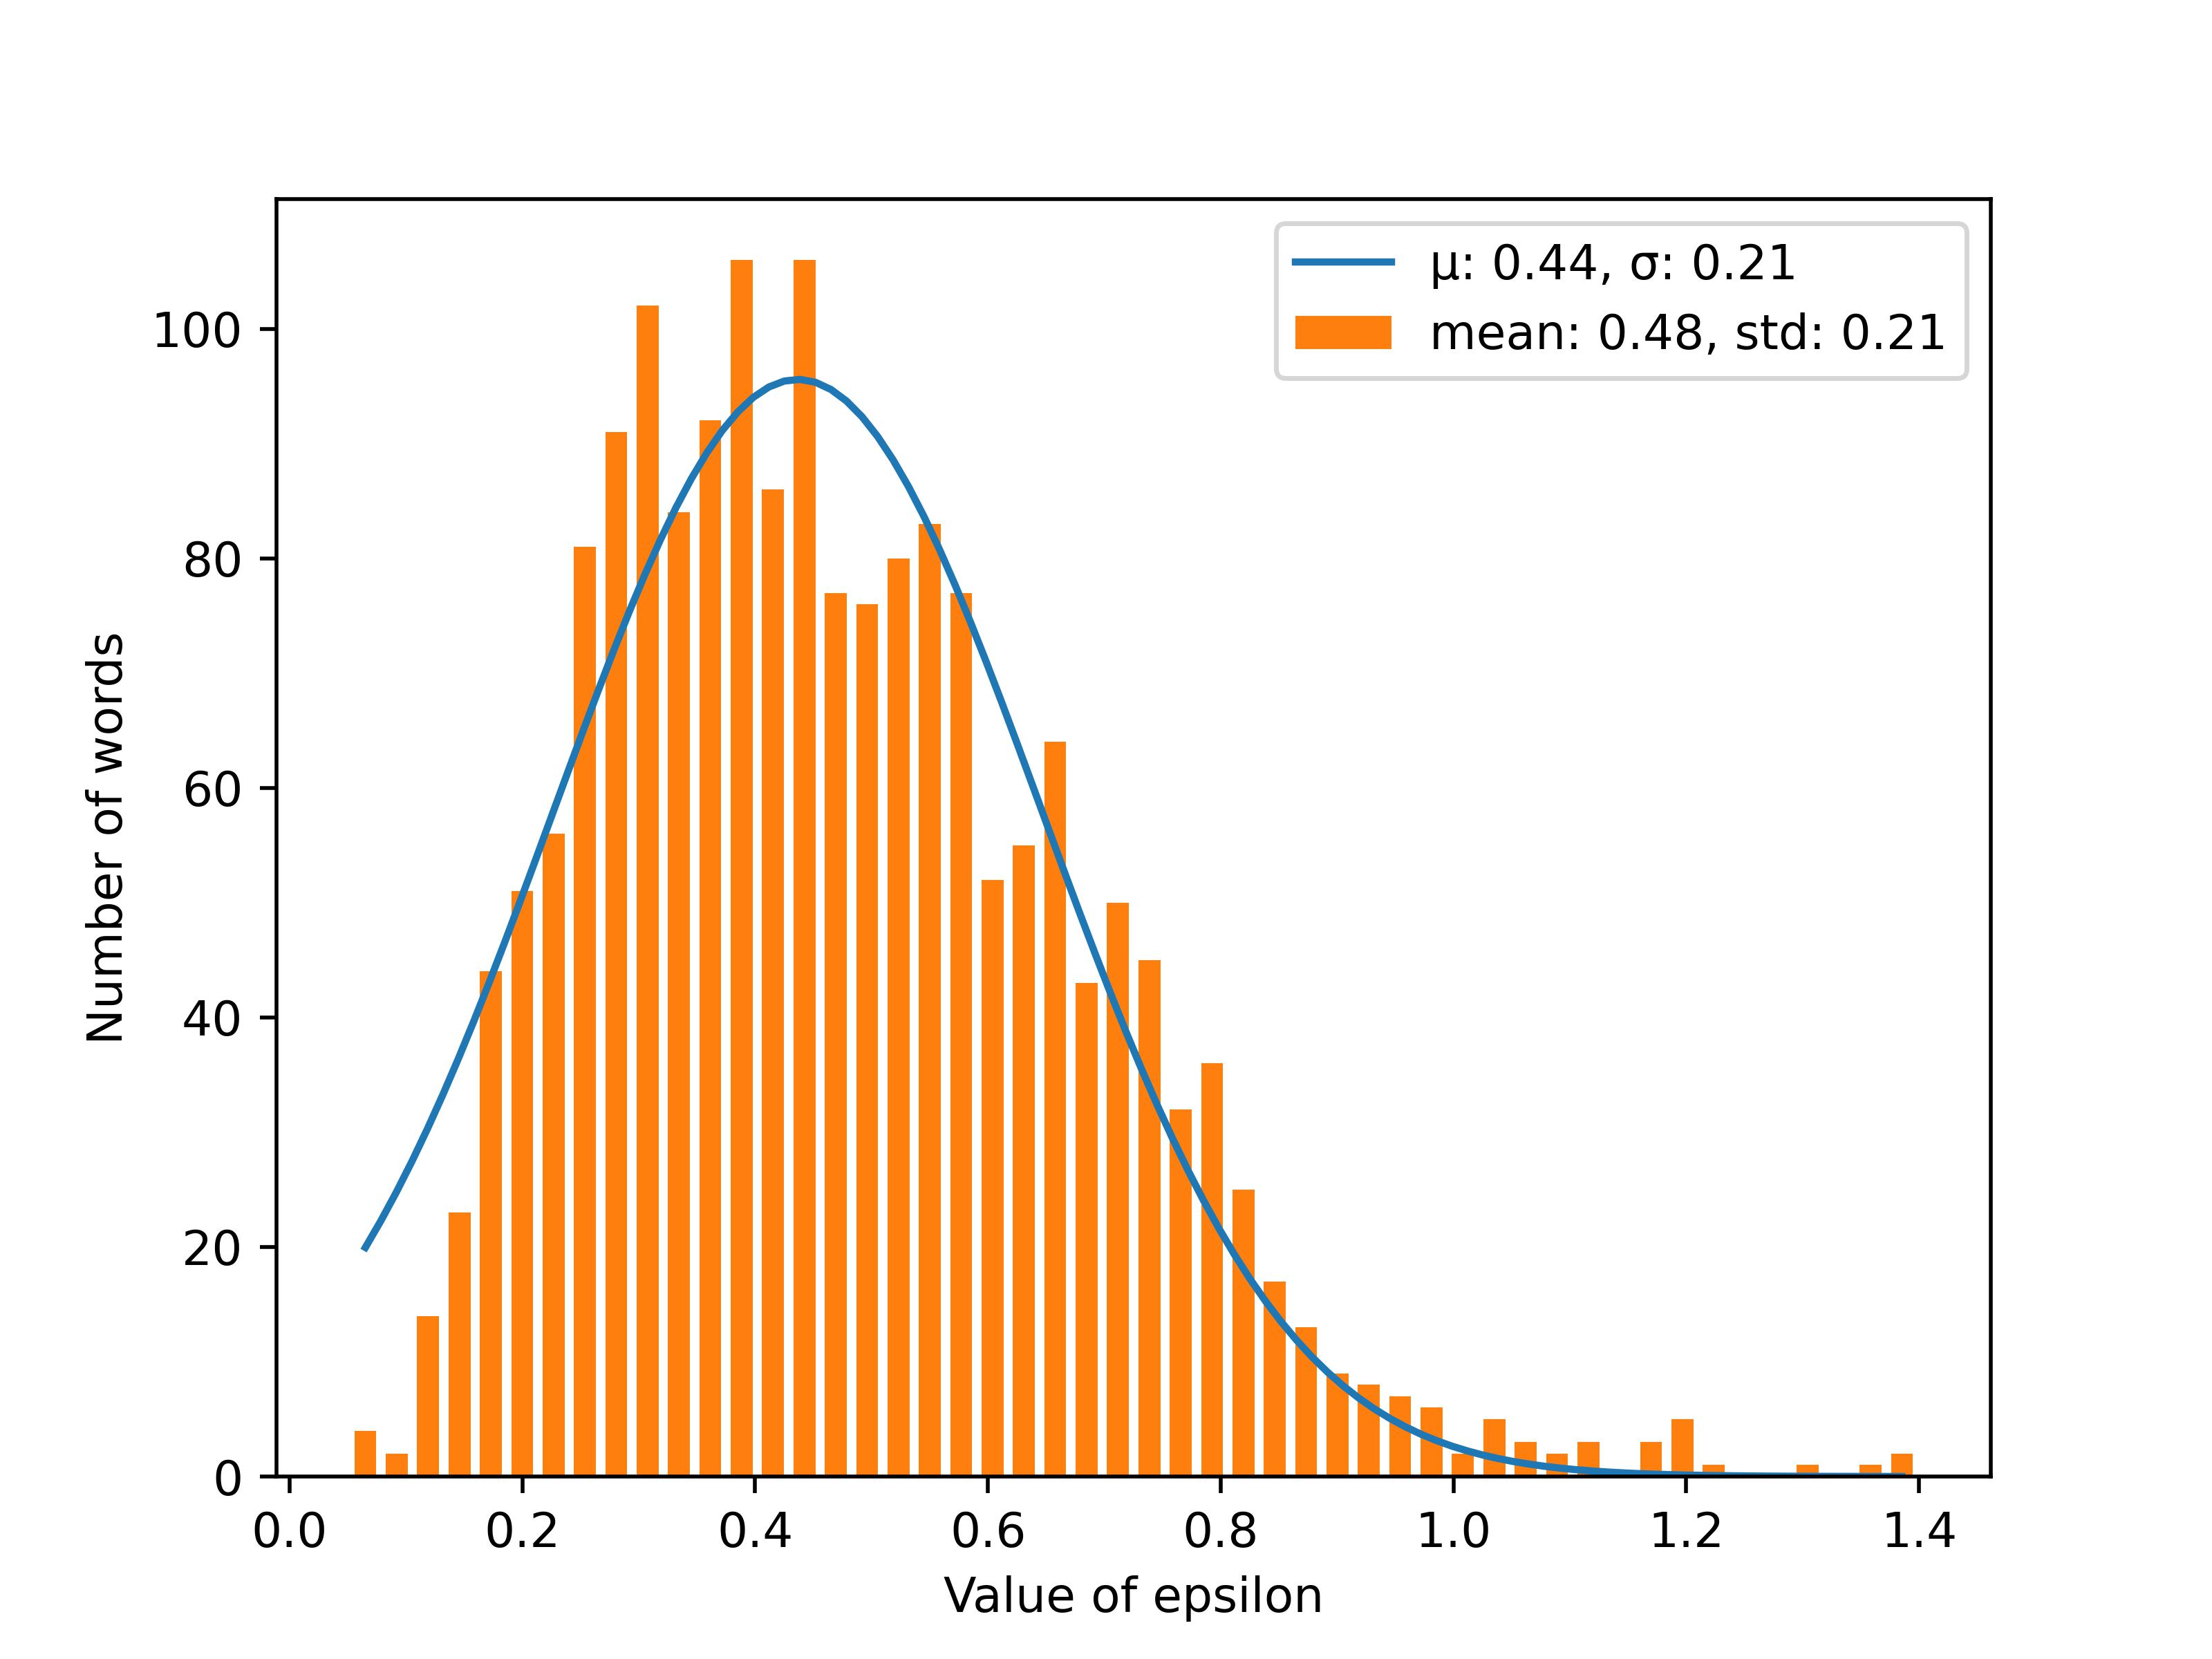 μ: 0.44, σ: 0.21
mean: 0.48, std: 0.21
100
80
60
40
20
0
Number of words
0.0 0.2 0.4 0.6 0.8 1.0 1.2 1.4
Value of epsilon